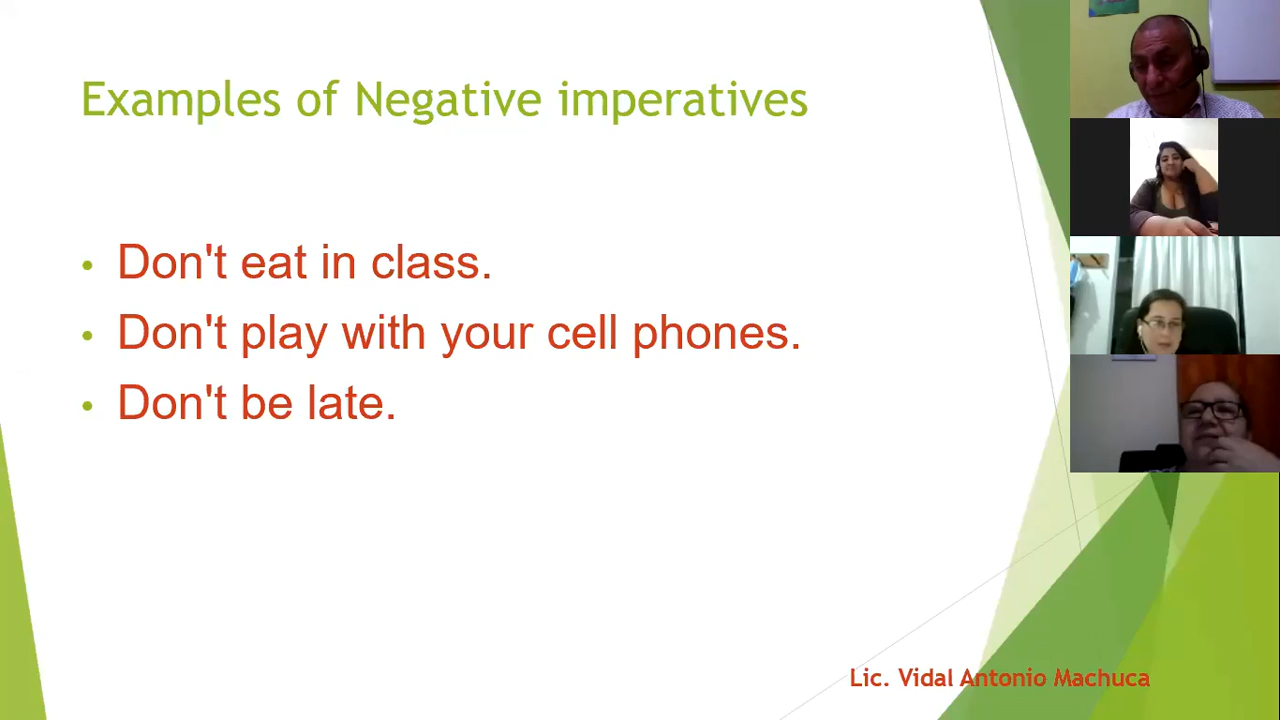 Examples of Negative imperatives
• Don't eat in class.
• Don't play with your cell phones.
• Don't be late.
Lic. Vidal Antonio Machuca